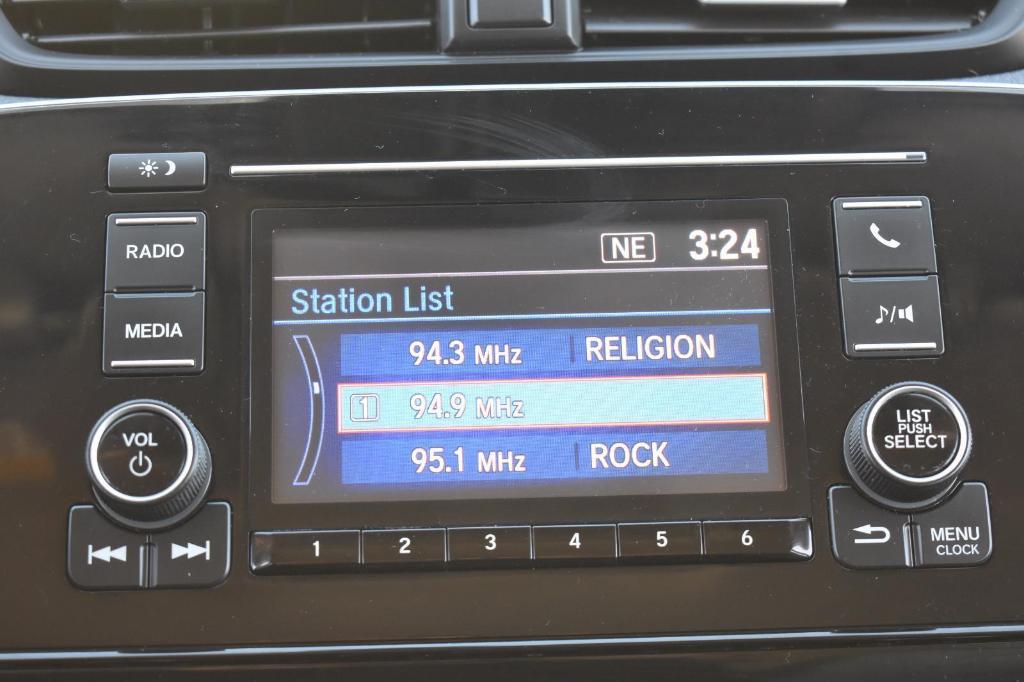 NE 3:24
RADIO
Station List
MEDIA
94.3 MHz RELIGION
1 94.9 MHz
95.1 MHz ROCK
VOL
LIST
PUSH
SELECT
1 2 3 4 5 6
MENU
CLOCK